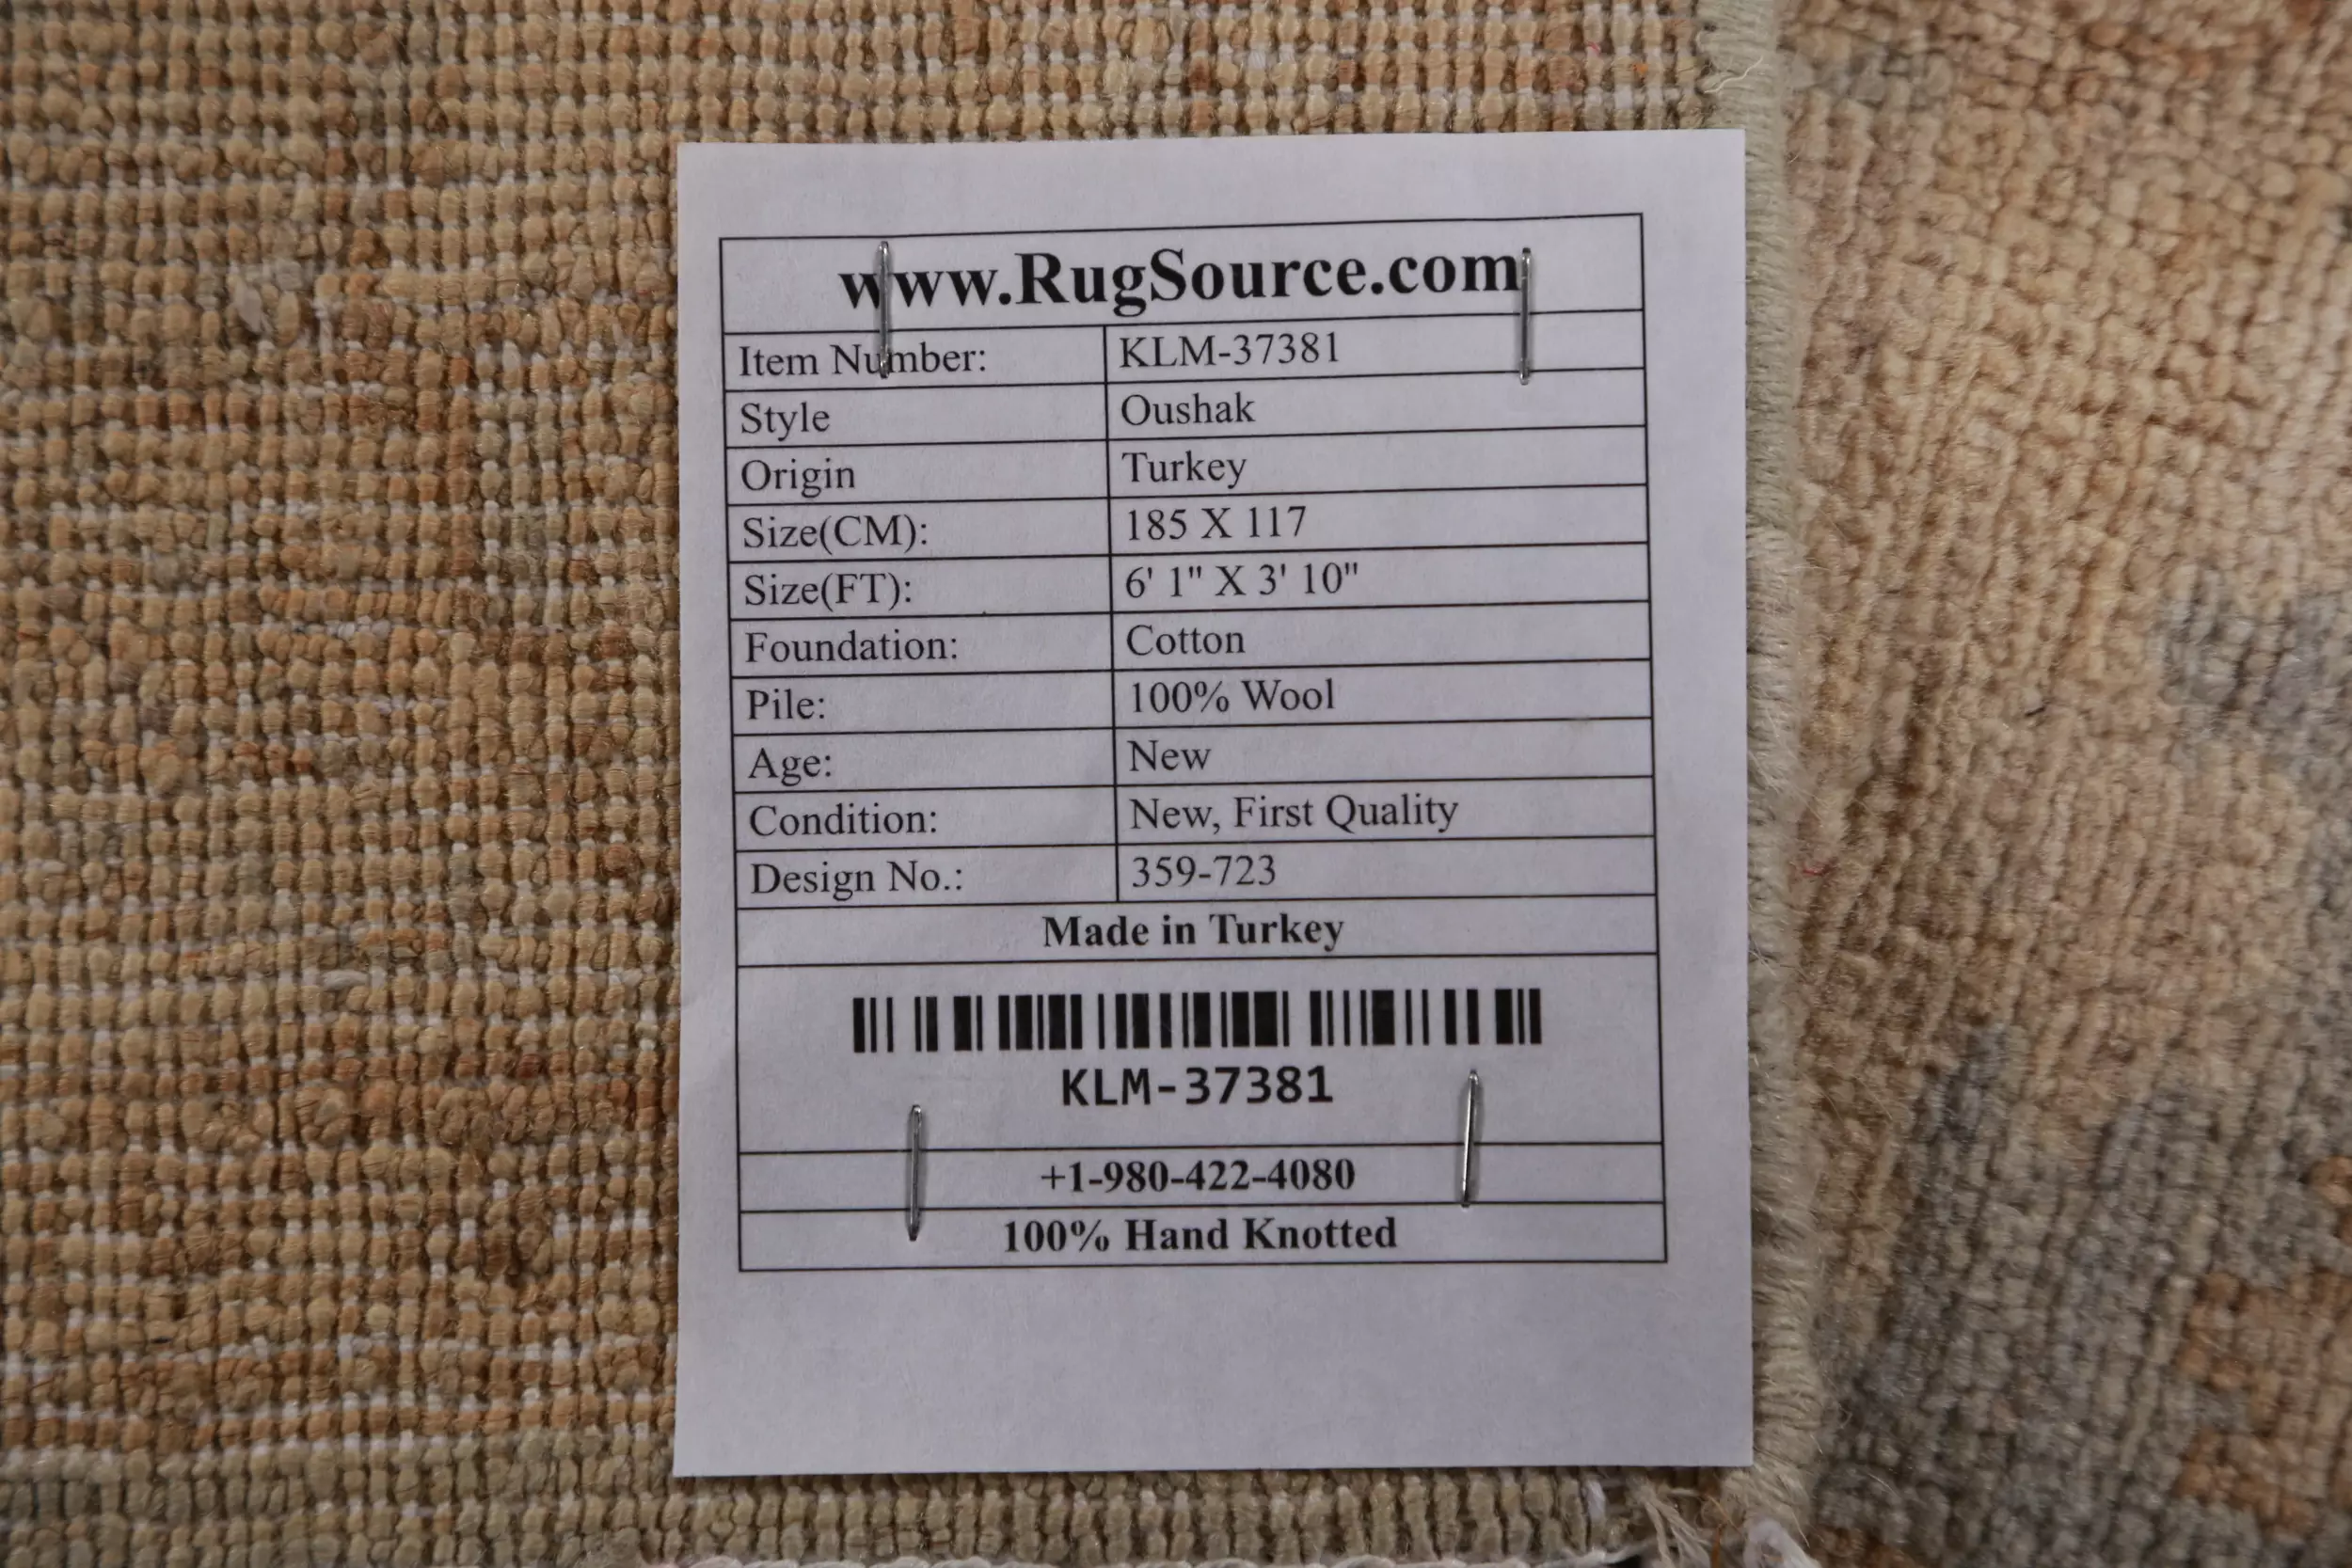 www.RugSource.com
Item Number: KLM-37381
Style Oushak
Origin Turkey
Size(CM): 185 X 117
Size(FT): 6' 1" X 3' 10"
Foundation: Cotton
Pile: 100% Wool
Age: New
Condition: New, First Quality
Design No.: 359-723
Made in Turkey
KLM-37381
+1-980-422-4080
100% Hand Knotted